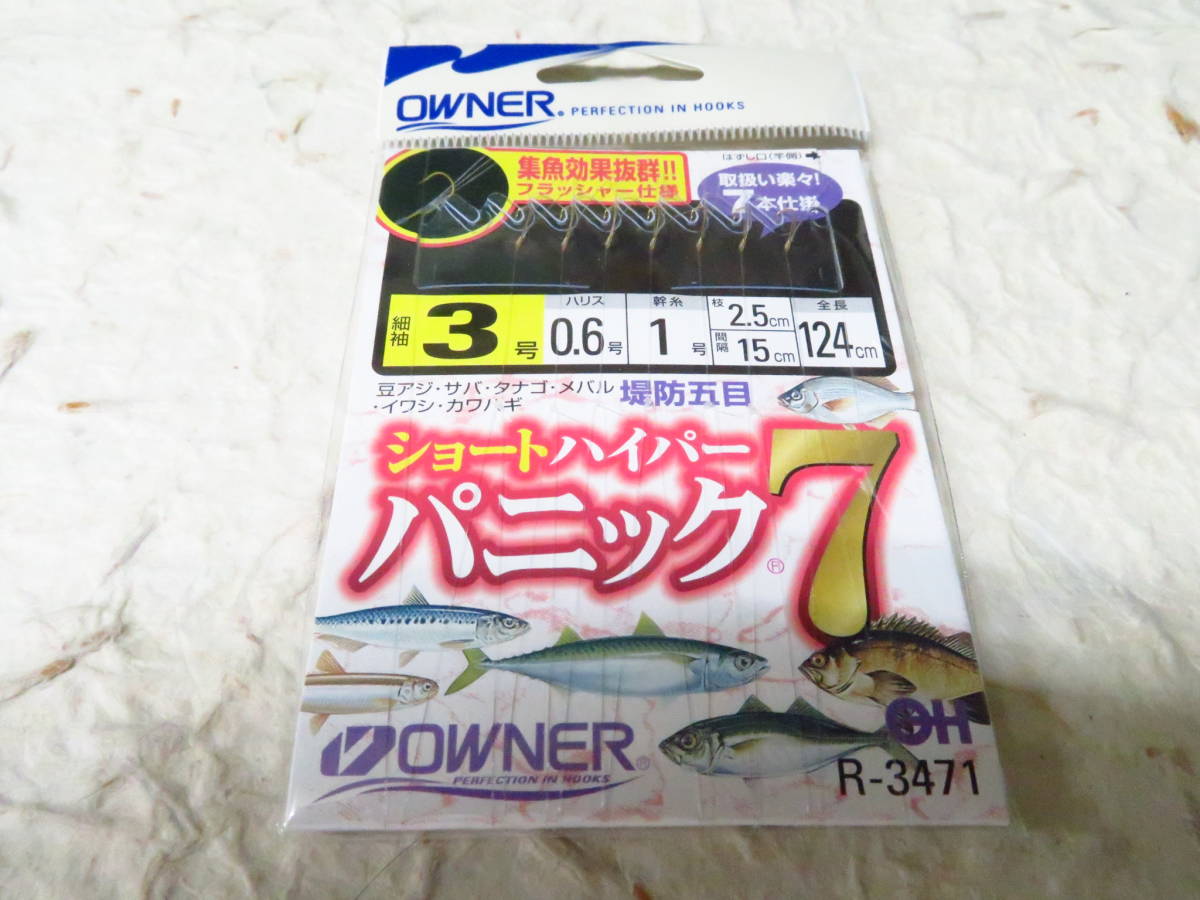 OWNER® PERFECTION IN HOOKS
はずし口(竿側)
集魚効果抜群!!
フラッシャー仕様
取扱い楽々!
7本仕掛
細袖 3号
ハリス 0.6号
幹糸 1号
枝 2.5cm
間隔 15cm
全長 124cm
豆アジ・サバ・タナゴ・メバル
・イワシ・カワハギ
堤防五目
ショートハイパー
パニック®7
OWNER®
PERFECTION IN HOOKS
OH
R-3471